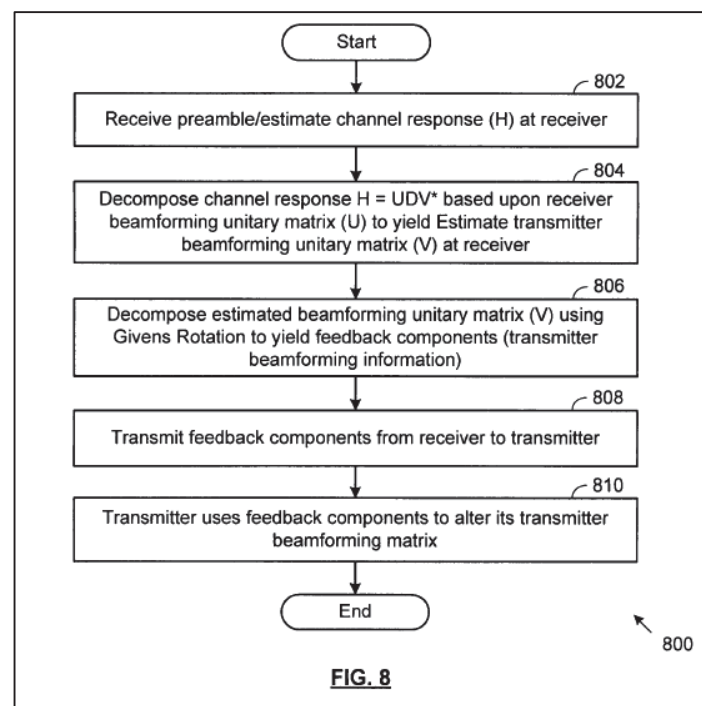 Start
802
Receive preamble/estimate channel response (H) at receiver
804
Decompose channel response H = UDV* based upon receiver
beamforming unitary matrix (U) to yield Estimate transmitter
beamforming unitary matrix (V) at receiver
806
Decompose estimated beamforming unitary matrix (V) using
Givens Rotation to yield feedback components (transmitter
beamforming information)
808
Transmit feedback components from receiver to transmitter
810
Transmitter uses feedback components to alter its transmitter
beamforming matrix
End
800
FIG. 8